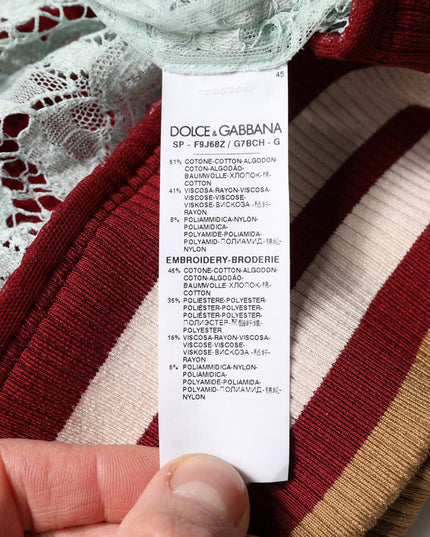 45
DOLCE & GABBANA
SP - F9J68Z / G7BCH - G
51% COTONE-COTTON-ALGODON-
COTON-ALGODÃO-
BAUMWOLLE-ХЛОПОК-棉-
COTTON
41% VISCOSA-RAYON-VISCOSA-
VISCOSE-VISCOSE-
VISKOSE-ВИСКОЗА-粘纤-
RAYON
8% POLIAMMIDICA-NYLON-
POLIAMIDICA-
POLYAMIDE-POLIAMIDA-
POLYAMID-ПОЛИАМИД-锦纶-
NYLON
EMBROIDERY-BRODERIE
46% COTONE-COTTON-ALGODON-
COTON-ALGODÃO-
BAUMWOLLE-ХЛОПОК-棉-
COTTON
POLIESTERE-POLYESTER-
POLIÉSTER-POLYESTER-
POLIÉSTER-POLYESTER-
ПОЛИЭСТЕР-聚酯纤维-
POLYESTER
VISCOSA-RAYON-VISCOSA-
VISCOSE-VISCOSE-
VISKOSE-ВИСКОЗА-粘纤-
RAYON
5% POLIAMMIDICA-NYLON-
POLIAMIDICA-
POLYAMIDE-POLIAMIDA-
POLYAMID-ПОЛИАМИД-锦纶-
NYLON